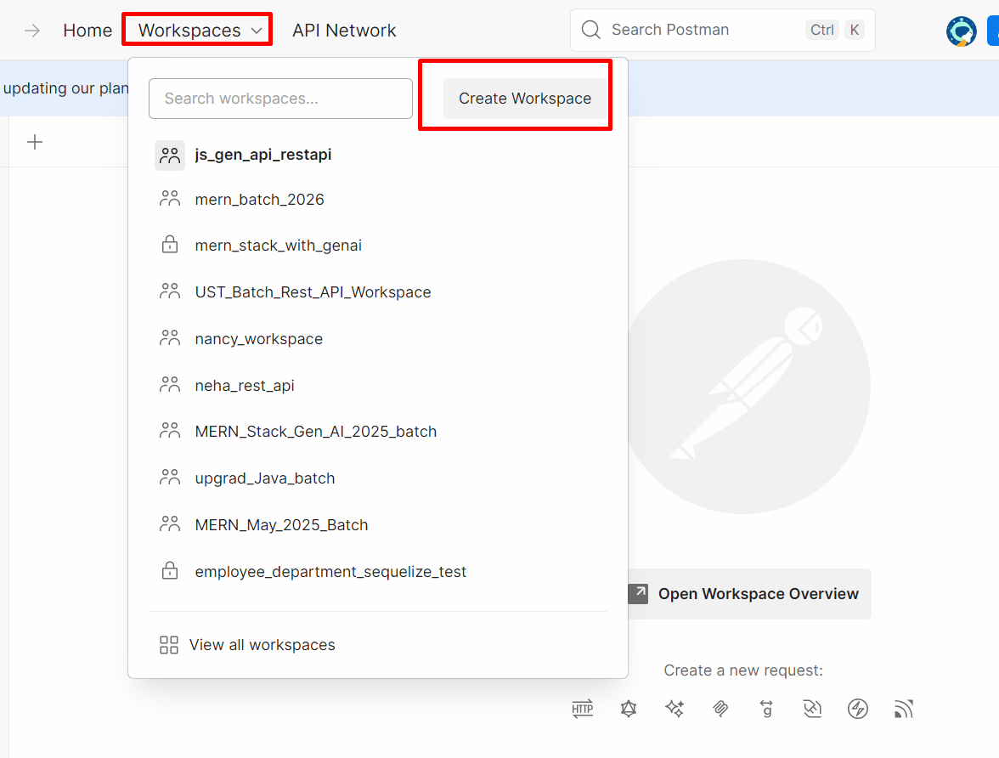 Home Workspaces API Network Search Postman Ctrl K
updating our plan
Search workspaces... Create Workspace
js_gen_api_restapi
mern_batch_2026
mern_stack_with_genai
UST_Batch_Rest_API_Workspace
nancy_workspace
neha_rest_api
MERN_Stack_Gen_AI_2025_batch
upgrad_Java_batch
MERN_May_2025_Batch
employee_department_sequelize_test
Open Workspace Overview
View all workspaces
Create a new request:
HTTP g